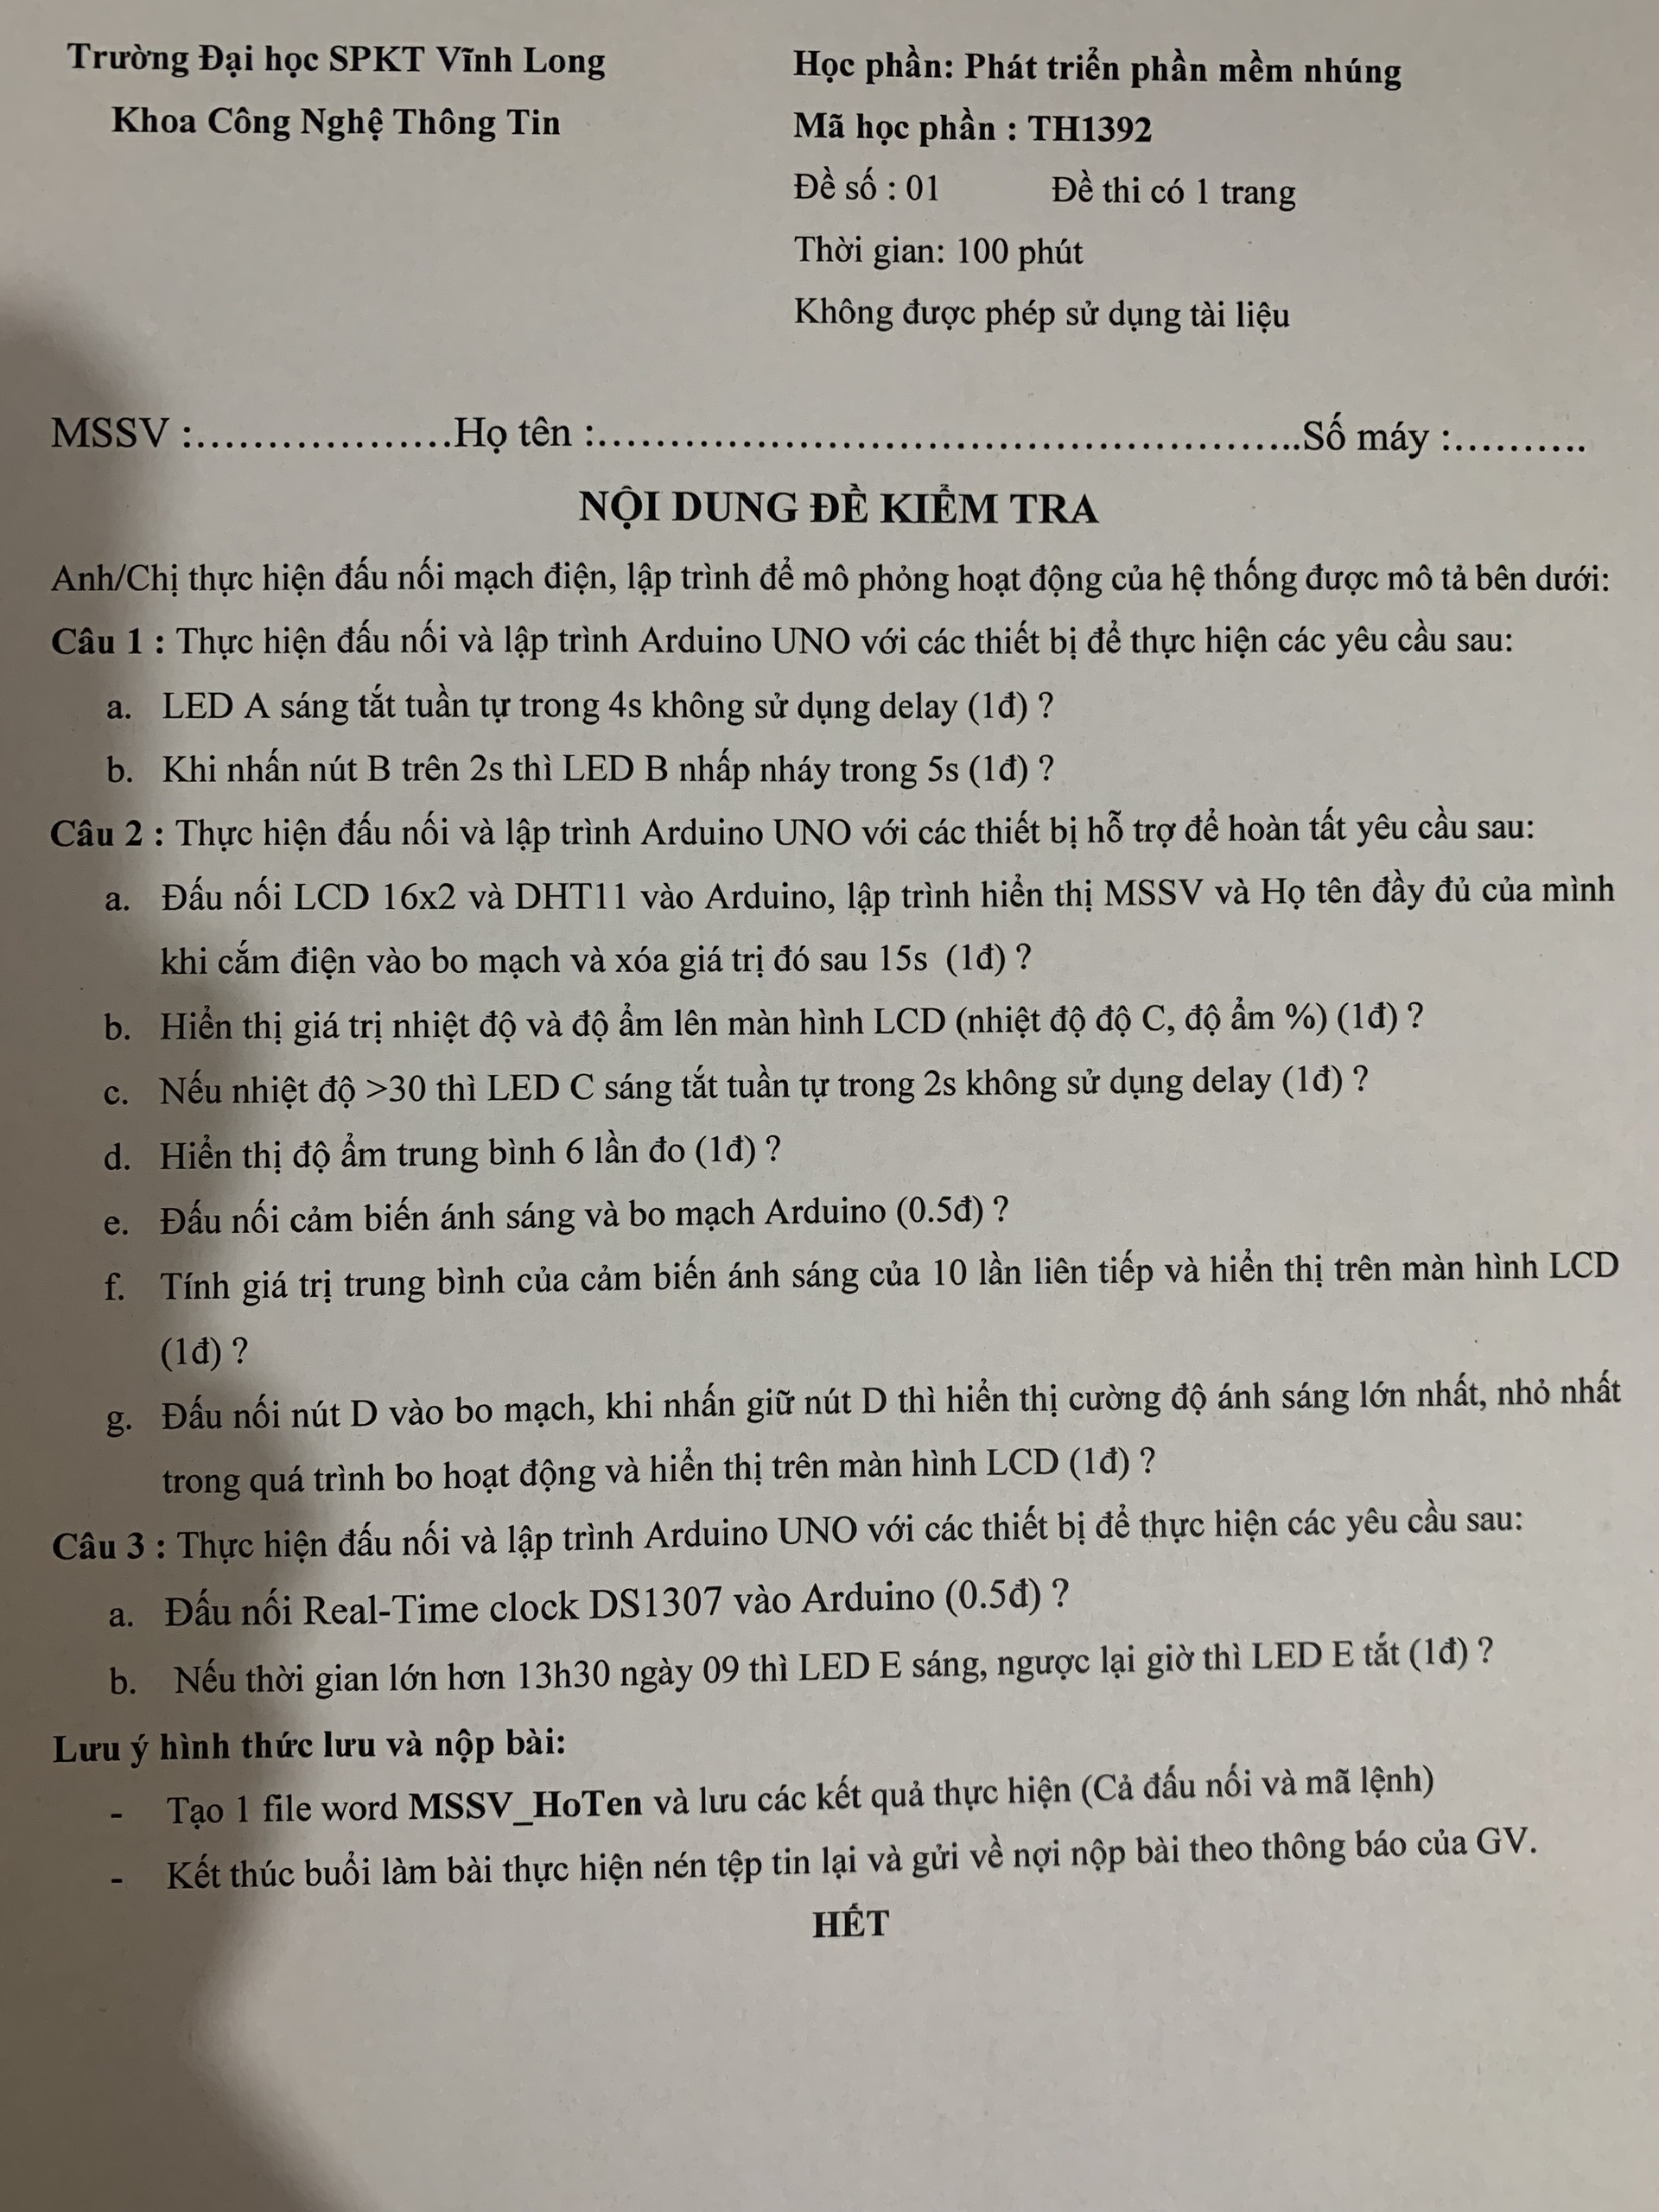 Trường Đại học SPKT Vĩnh Long
Khoa Công Nghệ Thông Tin
Học phần: Phát triển phần mềm nhúng
Mã học phần : TH1392
Đề số : 01 Đề thi có 1 trang
Thời gian: 100 phút
Không được phép sử dụng tài liệu
MSSV :...................Họ tên :....................................................Số máy :...........
NỘI DUNG ĐỀ KIỂM TRA
Anh/Chị thực hiện đấu nối mạch điện, lập trình để mô phỏng hoạt động của hệ thống được mô tả bên dưới:
Câu 1 : Thực hiện đấu nối và lập trình Arduino UNO với các thiết bị để thực hiện các yêu cầu sau:
a. LED A sáng tắt tuần tự trong 4s không sử dụng delay (1đ) ?
b. Khi nhấn nút B trên 2s thì LED B nhấp nháy trong 5s (1đ) ?
Câu 2 : Thực hiện đấu nối và lập trình Arduino UNO với các thiết bị hỗ trợ để hoàn tất yêu cầu sau:
a. Đấu nối LCD 16x2 và DHT11 vào Arduino, lập trình hiển thị MSSV và Họ tên đầy đủ của mình
khi cắm điện vào bo mạch và xóa giá trị đó sau 15s (1đ) ?
b. Hiển thị giá trị nhiệt độ và độ ẩm lên màn hình LCD (nhiệt độ độ C, độ ẩm %) (1đ) ?
c. Nếu nhiệt độ >30 thì LED C sáng tắt tuần tự trong 2s không sử dụng delay (1đ) ?
d. Hiển thị độ ẩm trung bình 6 lần đo (1đ) ?
e. Đấu nối cảm biến ánh sáng và bo mạch Arduino (0.5đ) ?
f. Tính giá trị trung bình của cảm biến ánh sáng của 10 lần liên tiếp và hiển thị trên màn hình LCD
(1đ) ?
g. Đấu nối nút D vào bo mạch, khi nhấn giữ nút D thì hiển thị cường độ ánh sáng lớn nhất, nhỏ nhất
trong quá trình bo hoạt động và hiển thị trên màn hình LCD (1đ) ?
Câu 3 : Thực hiện đấu nối và lập trình Arduino UNO với các thiết bị để thực hiện các yêu cầu sau:
a. Đấu nối Real-Time clock DS1307 vào Arduino (0.5đ) ?
b. Nếu thời gian lớn hơn 13h30 ngày 09 thì LED E sáng, ngược lại giờ thì LED E tắt (1đ) ?
Lưu ý hình thức lưu và nộp bài:
- Tạo 1 file word MSSV_HoTen và lưu các kết quả thực hiện (Cả đấu nối và mã lệnh)
- Kết thúc buổi làm bài thực hiện nén tệp tin lại và gửi về nợi nộp bài theo thông báo của GV.
HẾT